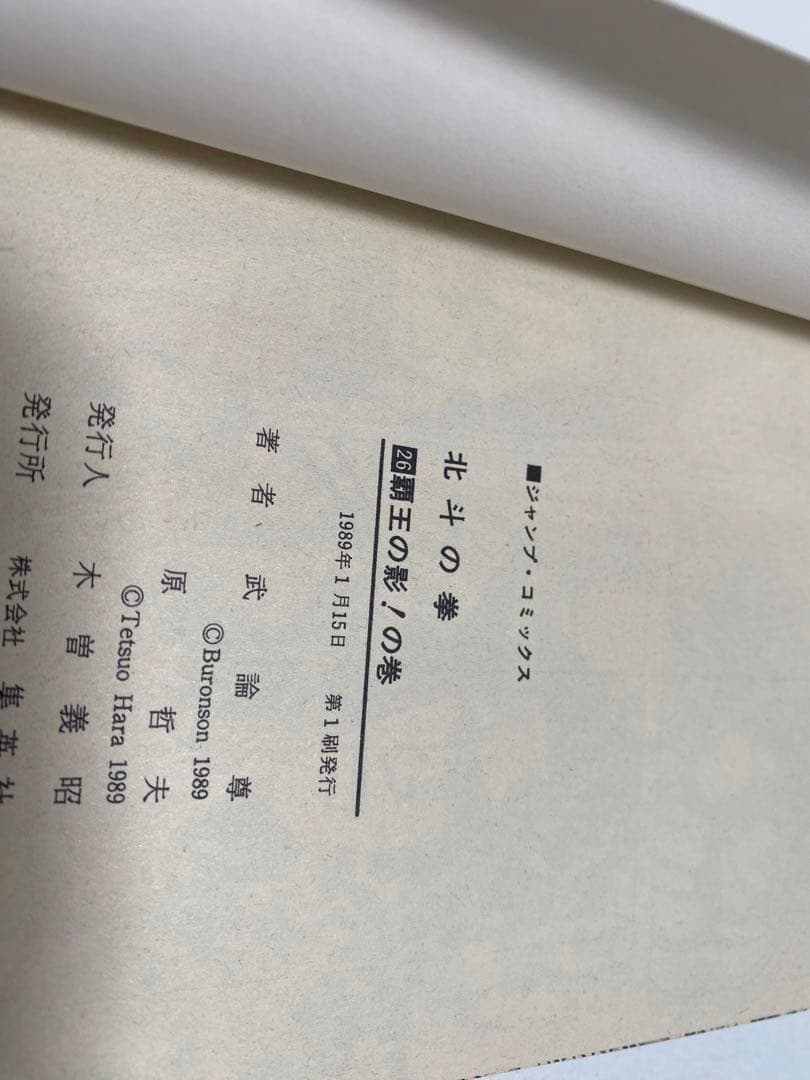 ■ジャンプ・コミックス
北斗の拳
26覇王の影!の巻
1989年1月15日 第1刷発行
著者 武論尊
©Buronson 1989
原哲夫
©Tetsuo Hara 1989
発行人 木曽義昭
発行所 株式会社 集英社